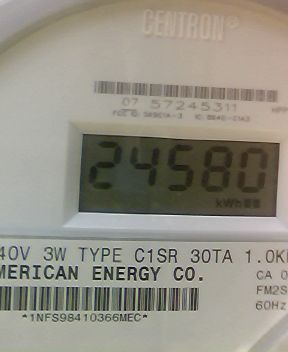 CENTRON®
07 57245311
24580
kWh
40V 3W TYPE C1SR 30TA 1.0K
MERICAN ENERGY CO.
CA 0
FM2S
60Hz
*1NFS98410366MEC*